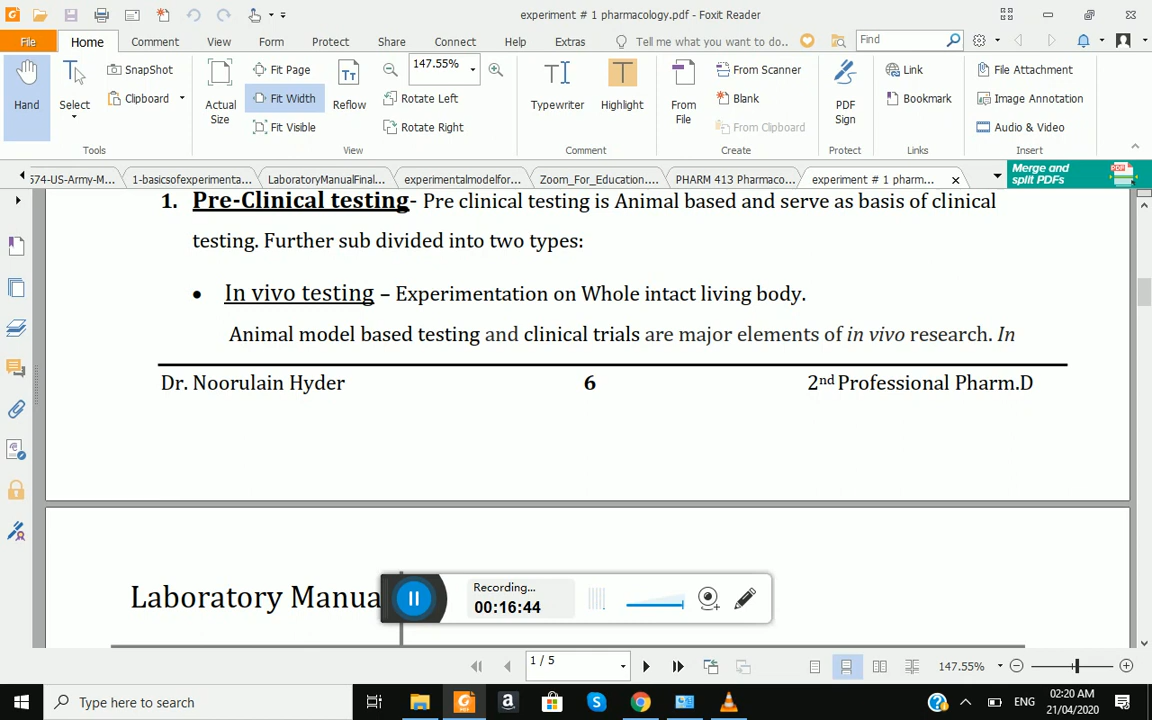 experiment # 1 pharmacology.pdf - Foxit Reader
File Home Comment View Form Protect Share Connect Help Extras Tell me what you want to do.. Find
Hand
Select
SnapShot
Clipboard
Tools
Actual Size
Fit Page
Fit Width
Fit Visible
Reflow
147.55%
Rotate Left
Rotate Right
View
Typewriter
Highlight
Comment
From File
From Scanner
Blank
From Clipboard
Create
PDF Sign
Protect
Link
Bookmark
Links
File Attachment
Image Annotation
Audio & Video
Insert
574-US-Army-M... 1-basicsofexperimenta... LaboratoryManualFinal... experimentalmodelfor... Zoom_For_Education.... PHARM 413 Pharmaco... experiment # 1 pharm...
Merge and split PDFs
1. Pre-Clinical testing- Pre clinical testing is Animal based and serve as basis of clinical
testing. Further sub divided into two types:
• In vivo testing – Experimentation on Whole intact living body.
Animal model based testing and clinical trials are major elements of in vivo research. In
Dr. Noorulain Hyder 6 2nd Professional Pharm.D
Laboratory Manua
Recording...
00:16:44
1 / 5
147.55%
Type here to search
ENG
02:20 AM
21/04/2020